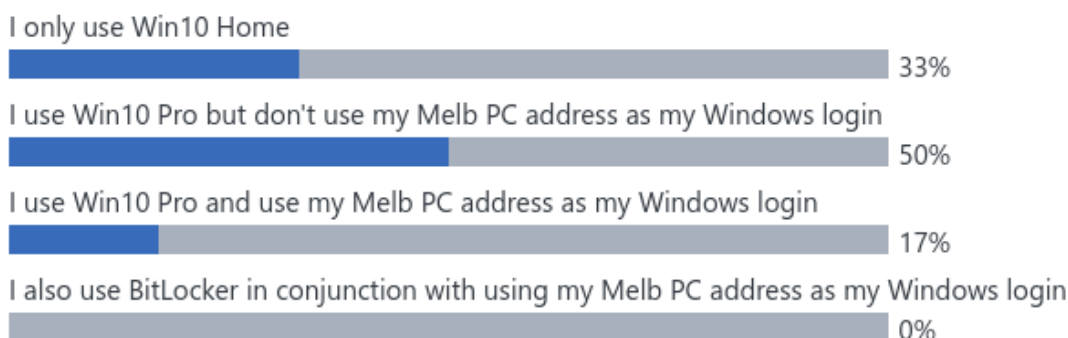 I only use Win10 Home
33%
I use Win10 Pro but don't use my Melb PC address as my Windows login
50%
I use Win10 Pro and use my Melb PC address as my Windows login
17%
I also use BitLocker in conjunction with using my Melb PC address as my Windows login
0%